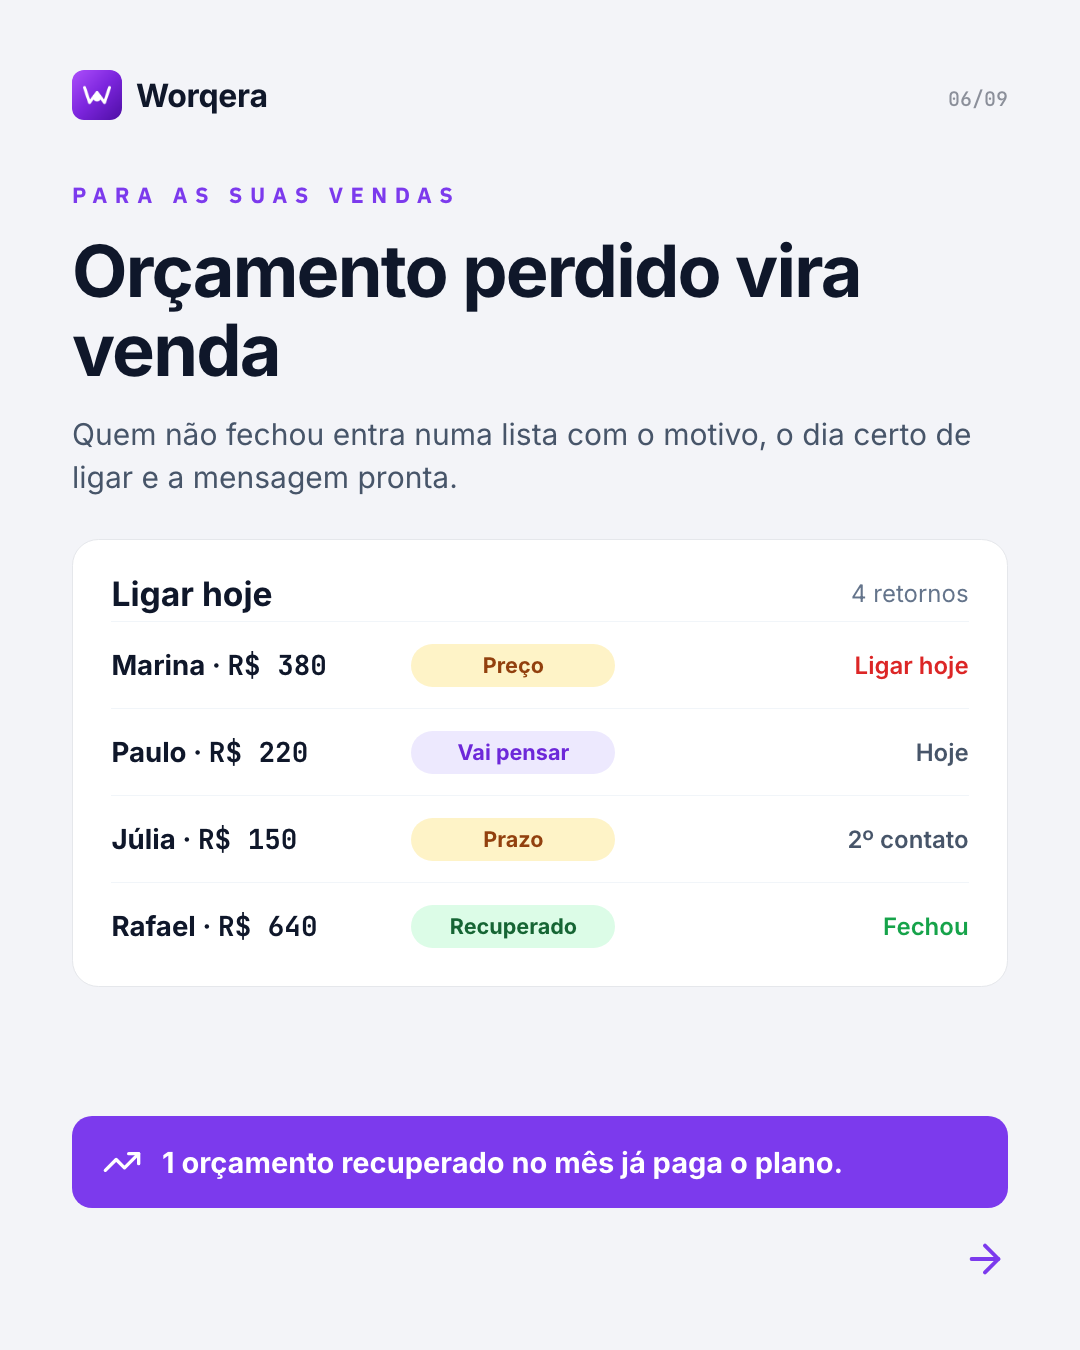 Worqera
06/09
PARA AS SUAS VENDAS
Orçamento perdido vira
venda
Quem não fechou entra numa lista com o motivo, o dia certo de
ligar e a mensagem pronta.
Ligar hoje
4 retornos
Marina · R$ 380
Preço
Ligar hoje
Paulo · R$ 220
Vai pensar
Hoje
Júlia · R$ 150
Prazo
2º contato
Rafael · R$ 640
Recuperado
Fechou
1 orçamento recuperado no mês já paga o plano.